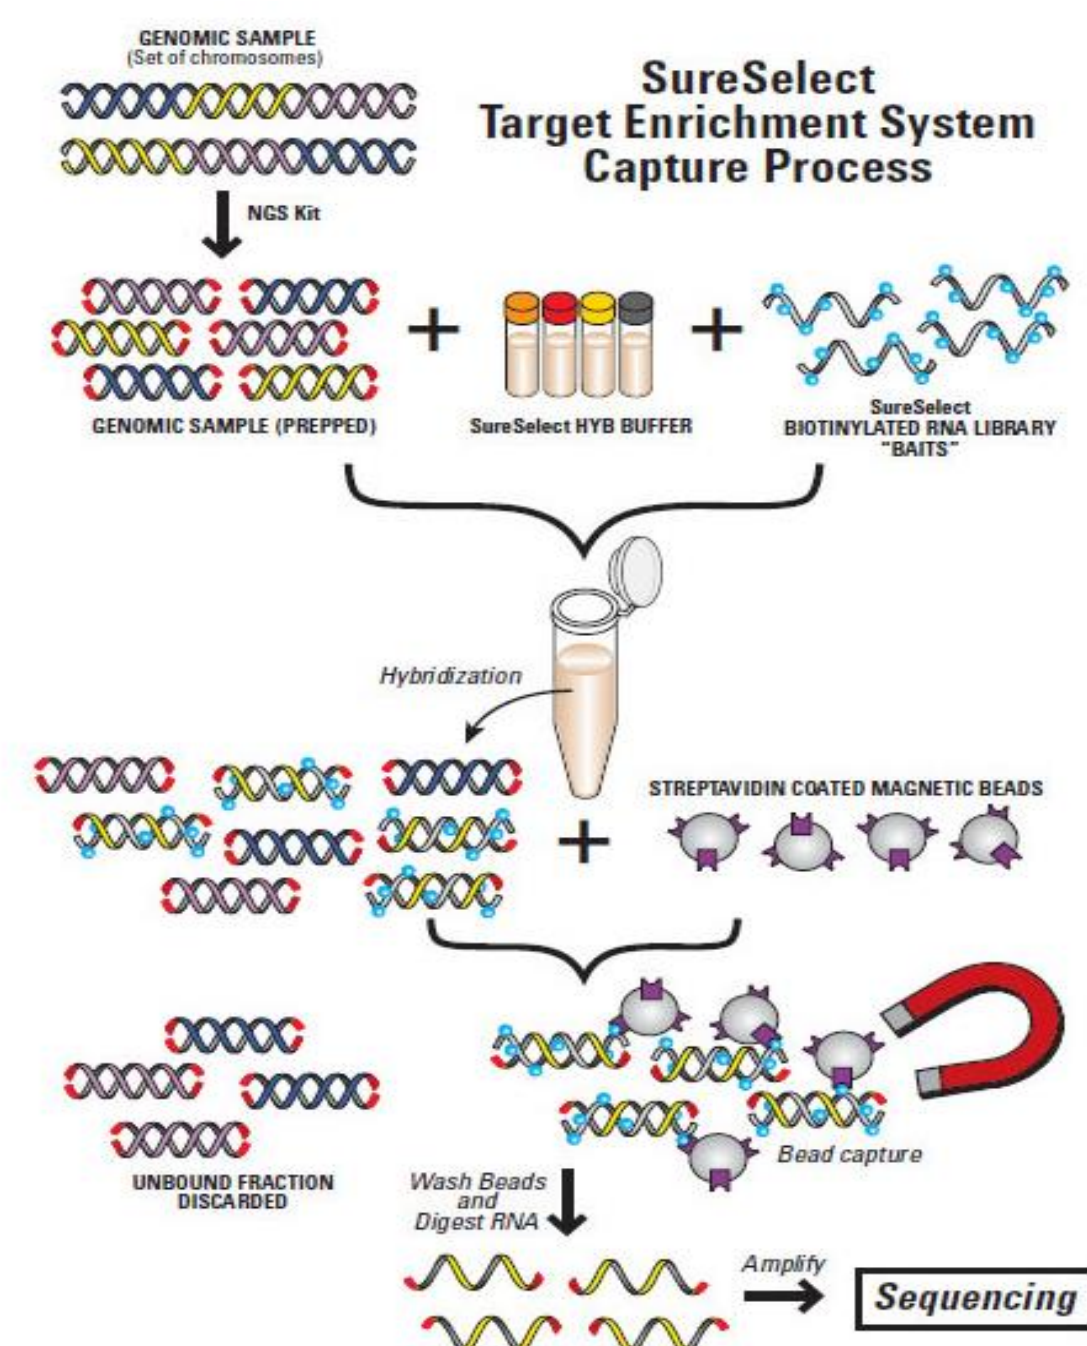 GENOMIC SAMPLE
(Set of chromosomes)
SureSelect
Target Enrichment System
Capture Process
NGS Kit
GENOMIC SAMPLE (PREPPED)
SureSelect HYB BUFFER
SureSelect
BIOTINYLATED RNA LIBRARY
"BAITS"
Hybridization
STREPTAVIDIN COATED MAGNETIC BEADS
UNBOUND FRACTION
DISCARDED
Bead capture
Wash Beads
and
Digest RNA
Amplify
Sequencing